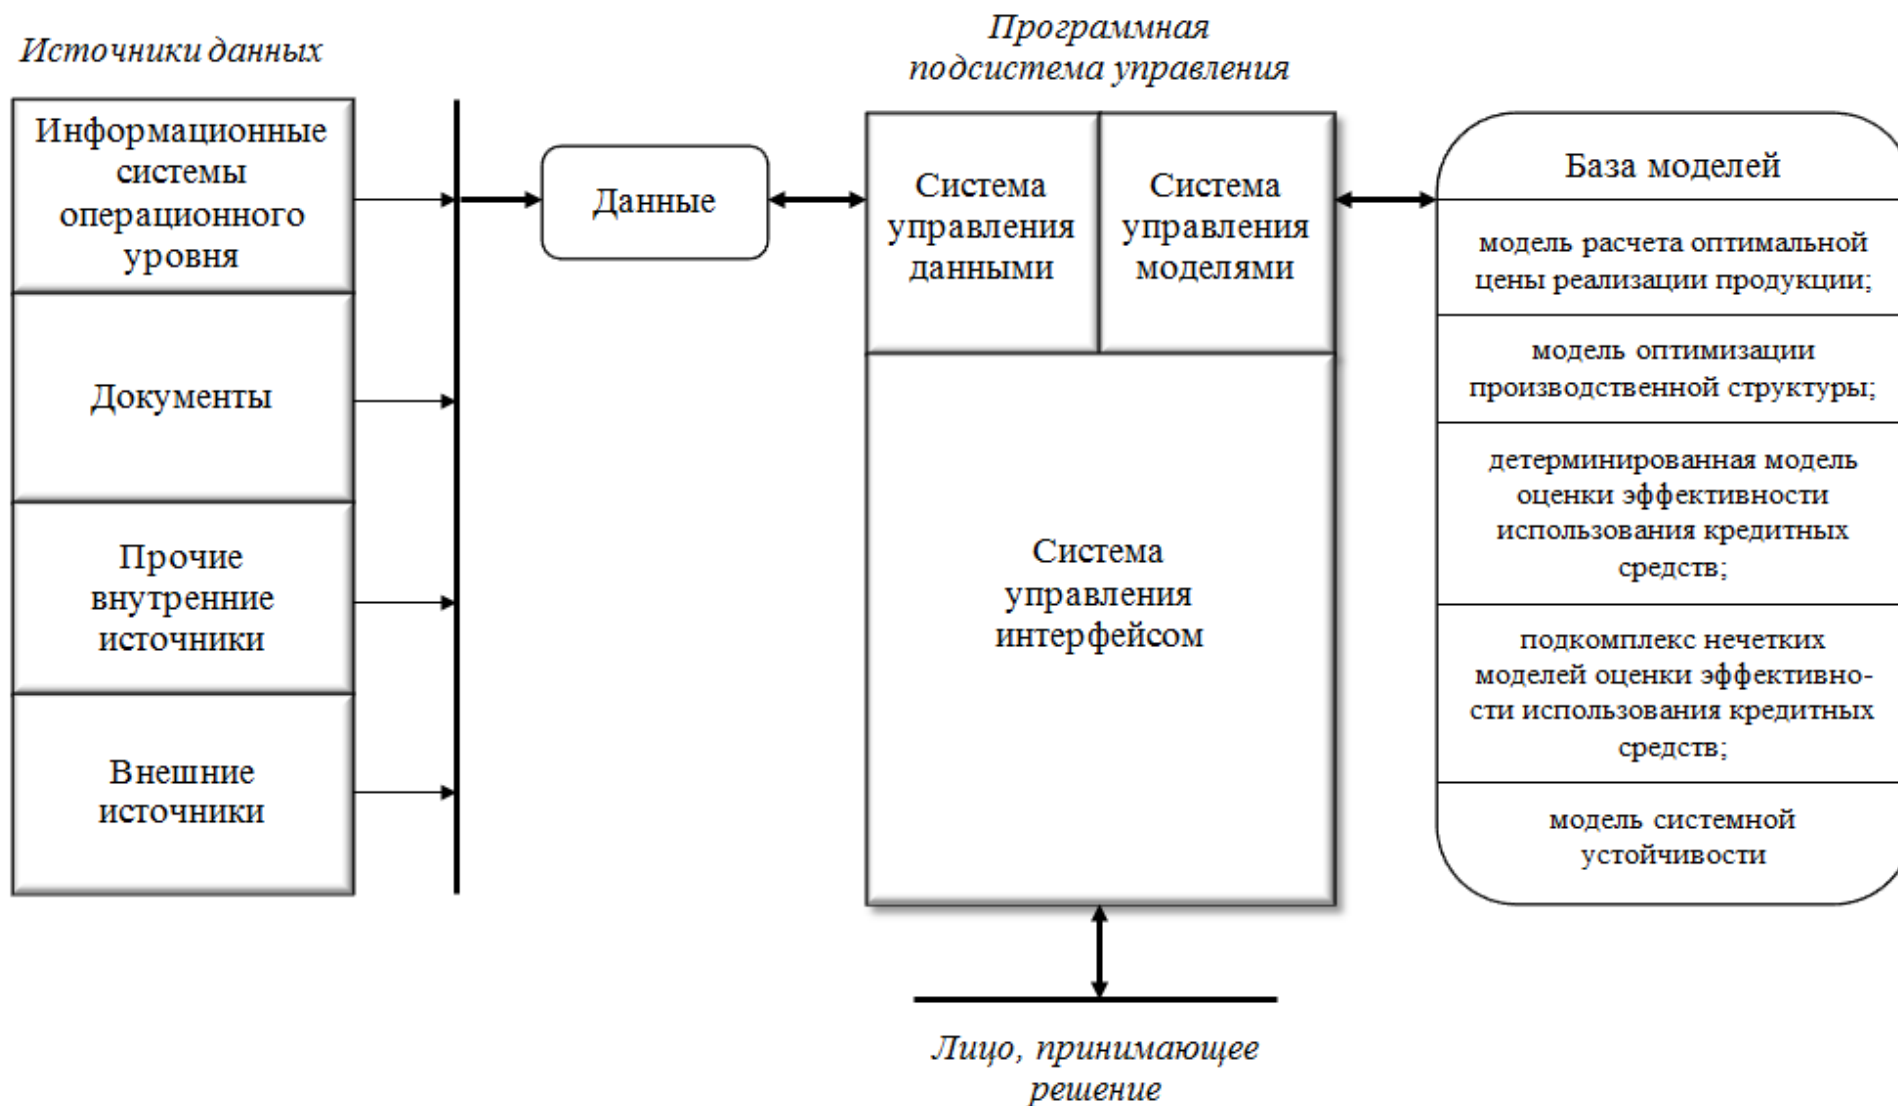 Источники данных
Информационные
системы
операционного
уровня
Документы
Прочие
внутренние
источники
Внешние
источники
Данные
Программная
подсистема управления
Система
управления
данными
Система
управления
моделями
Система
управления
интерфейсом
Лицо, принимающее
решение
База моделей
модель расчета оптимальной
цены реализации продукции;
модель оптимизации
производственной структуры;
детерминированная модель
оценки эффективности
использования кредитных
средств;
подкомплекс нечетких
моделей оценки эффективно-
сти использования кредитных
средств;
модель системной
устойчивости